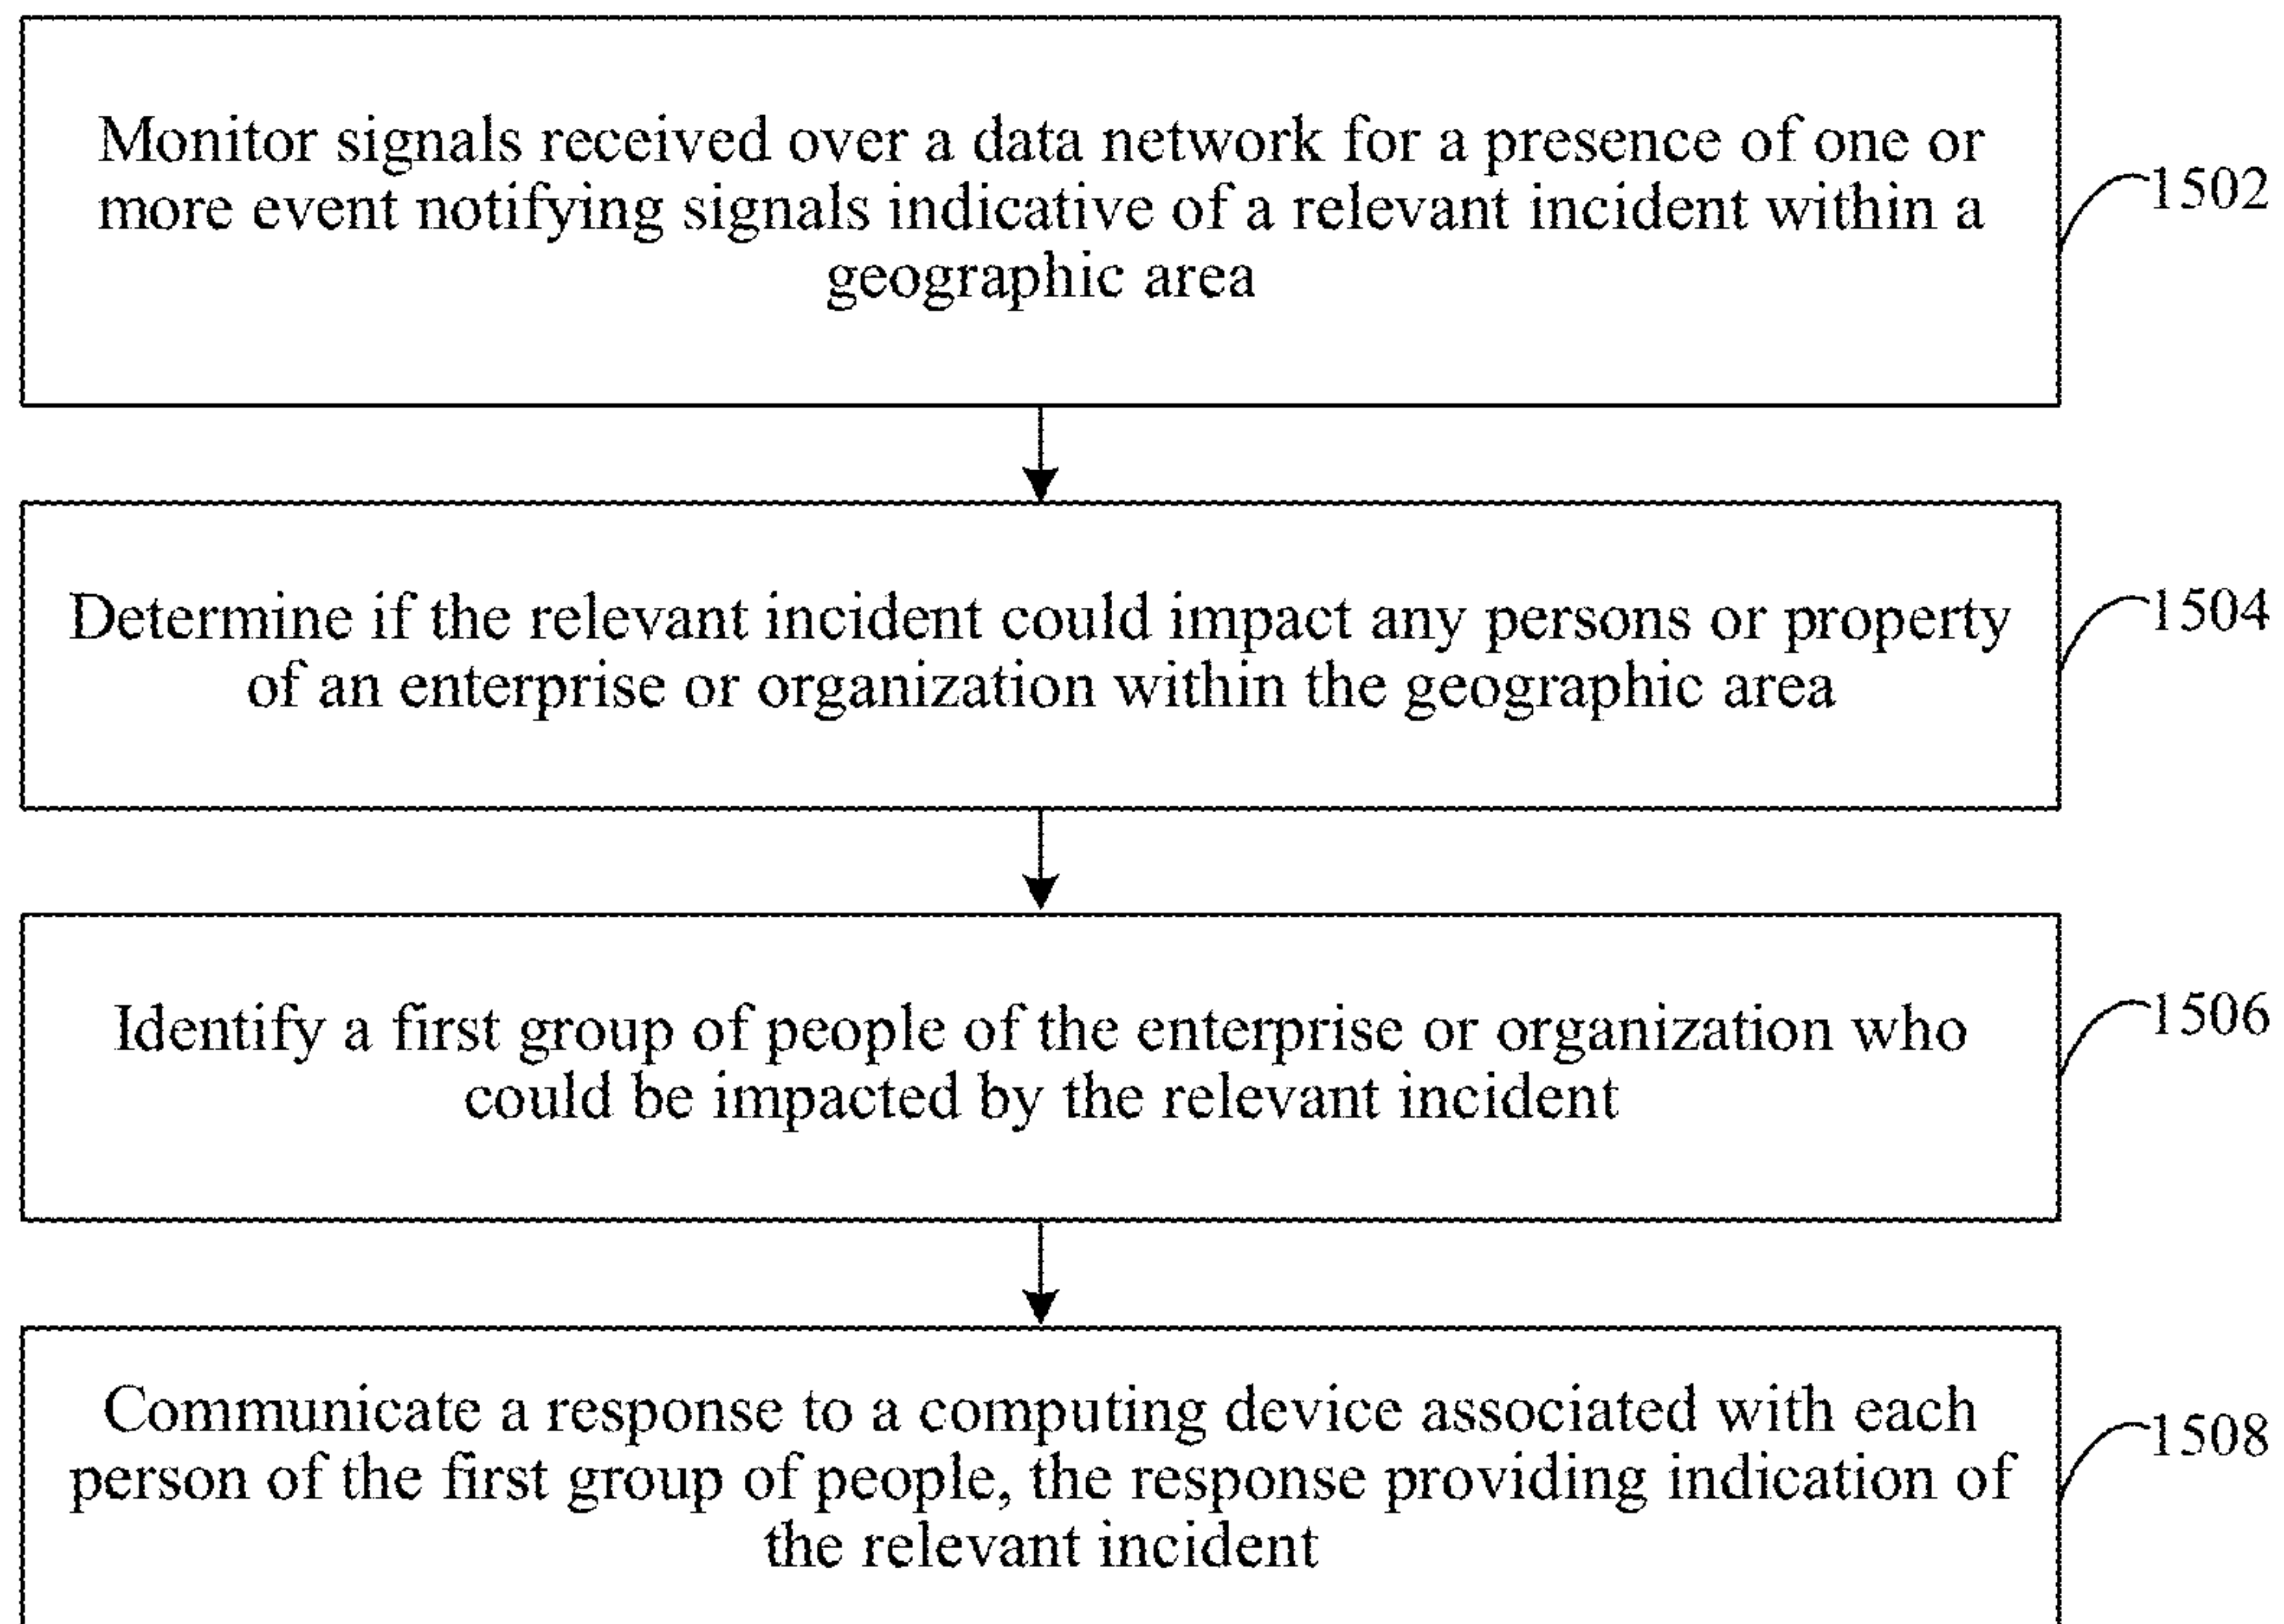 Monitor signals received over a data network for a presence of one or
more event notifying signals indicative of a relevant incident within a
geographic area
1502
Determine if the relevant incident could impact any persons or property
of an enterprise or organization within the geographic area
1504
Identify a first group of people of the enterprise or organization who
could be impacted by the relevant incident
1506
Communicate a response to a computing device associated with each
person of the first group of people, the response providing indication of
the relevant incident
1508